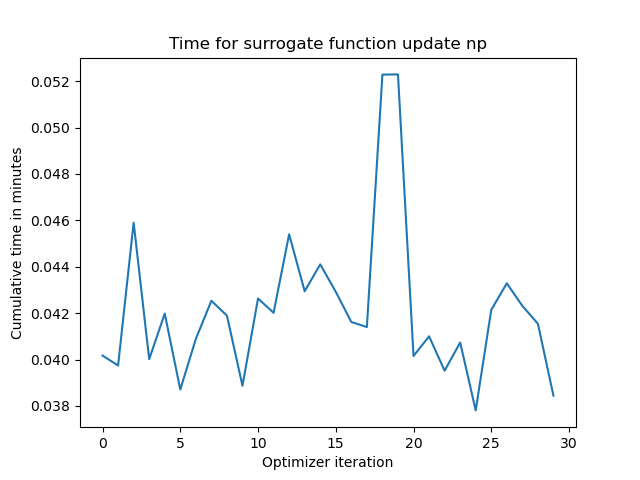 Time for surrogate function update np
Cumulative time in minutes
0.052
0.050
0.048
0.046
0.044
0.042
0.040
0.038
0 5 10 15 20 25 30
Optimizer iteration